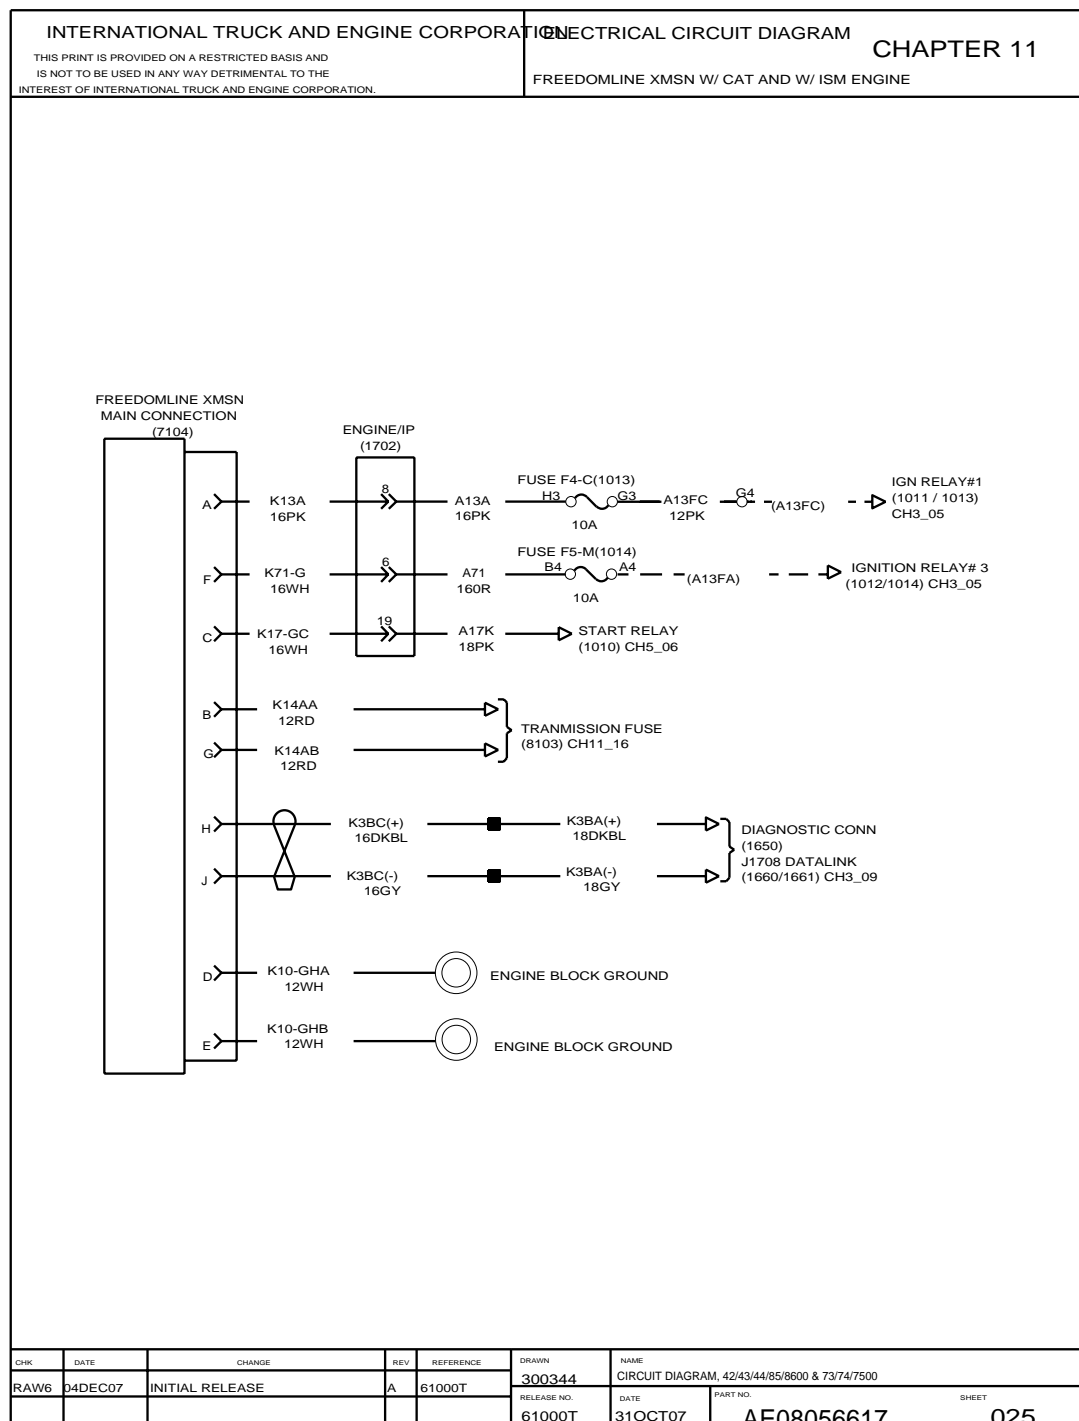 INTERNATIONAL TRUCK AND ENGINE CORPORATION
THIS PRINT IS PROVIDED ON A RESTRICTED BASIS AND
IS NOT TO BE USED IN ANY WAY DETRIMENTAL TO THE
INTEREST OF INTERNATIONAL TRUCK AND ENGINE CORPORATION.
ELECTRICAL CIRCUIT DIAGRAM
CHAPTER 11
FREEDOMLINE XMSN W/ CAT AND W/ ISM ENGINE
FREEDOMLINE XMSN
MAIN CONNECTION
(7104)
ENGINE/IP
(1702)
A
K13A
16PK
8
A13A
16PK
FUSE F4-C(1013)
H3
G3
10A
A13FC
12PK
G4
(A13FC)
IGN RELAY#1
(1011 / 1013)
CH3_05
F
K71-G
16WH
6
A71
160R
FUSE F5-M(1014)
B4
A4
10A
(A13FA)
IGNITION RELAY# 3
(1012/1014) CH3_05
C
K17-GC
16WH
19
A17K
18PK
START RELAY
(1010) CH5_06
B
K14AA
12RD
G
K14AB
12RD
TRANMISSION FUSE
(8103) CH11_16
H
K3BC(+)
16DKBL
K3BA(+)
18DKBL
J
K3BC(-)
16GY
K3BA(-)
18GY
DIAGNOSTIC CONN
(1650)
J1708 DATALINK
(1660/1661) CH3_09
D
K10-GHA
12WH
ENGINE BLOCK GROUND
E
K10-GHB
12WH
ENGINE BLOCK GROUND
CHK DATE CHANGE REV REFERENCE
RAW6 04DEC07 INITIAL RELEASE A 61000T
DRAWN
300344
NAME
CIRCUIT DIAGRAM, 42/43/44/85/8600 & 73/74/7500
RELEASE NO.
61000T
DATE
31OCT07
PART NO.
AE08056617
SHEET
025